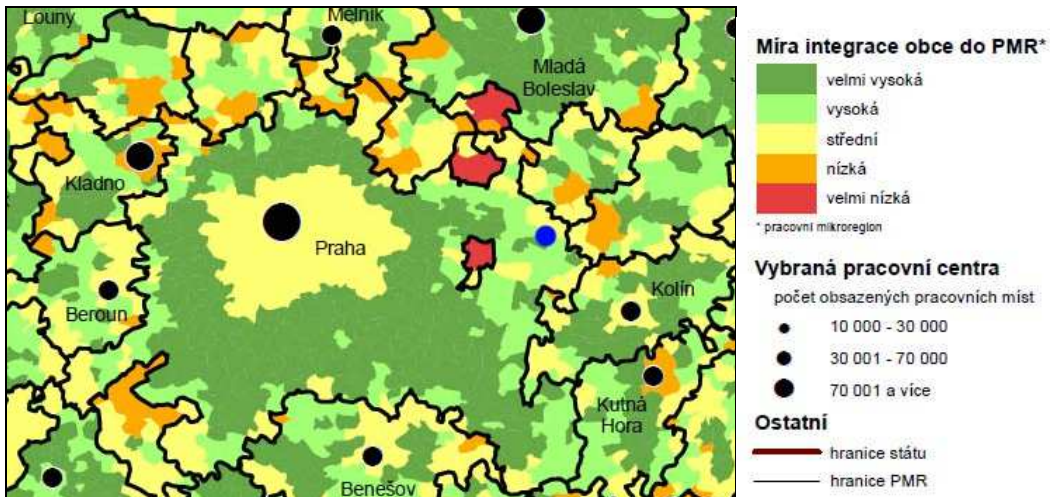 Louny
Mělník
Mladá
Boleslav
Kladno
Praha
Kolín
Beroun
Kutná
Hora
Benešov
Míra integrace obce do PMR*
velmi vysoká
vysoká
střední
nízká
velmi nízká
* pracovní mikroregion
Vybraná pracovní centra
počet obsazených pracovních míst
10 000 - 30 000
30 001 - 70 000
70 001 a více
Ostatní
hranice státu
hranice PMR